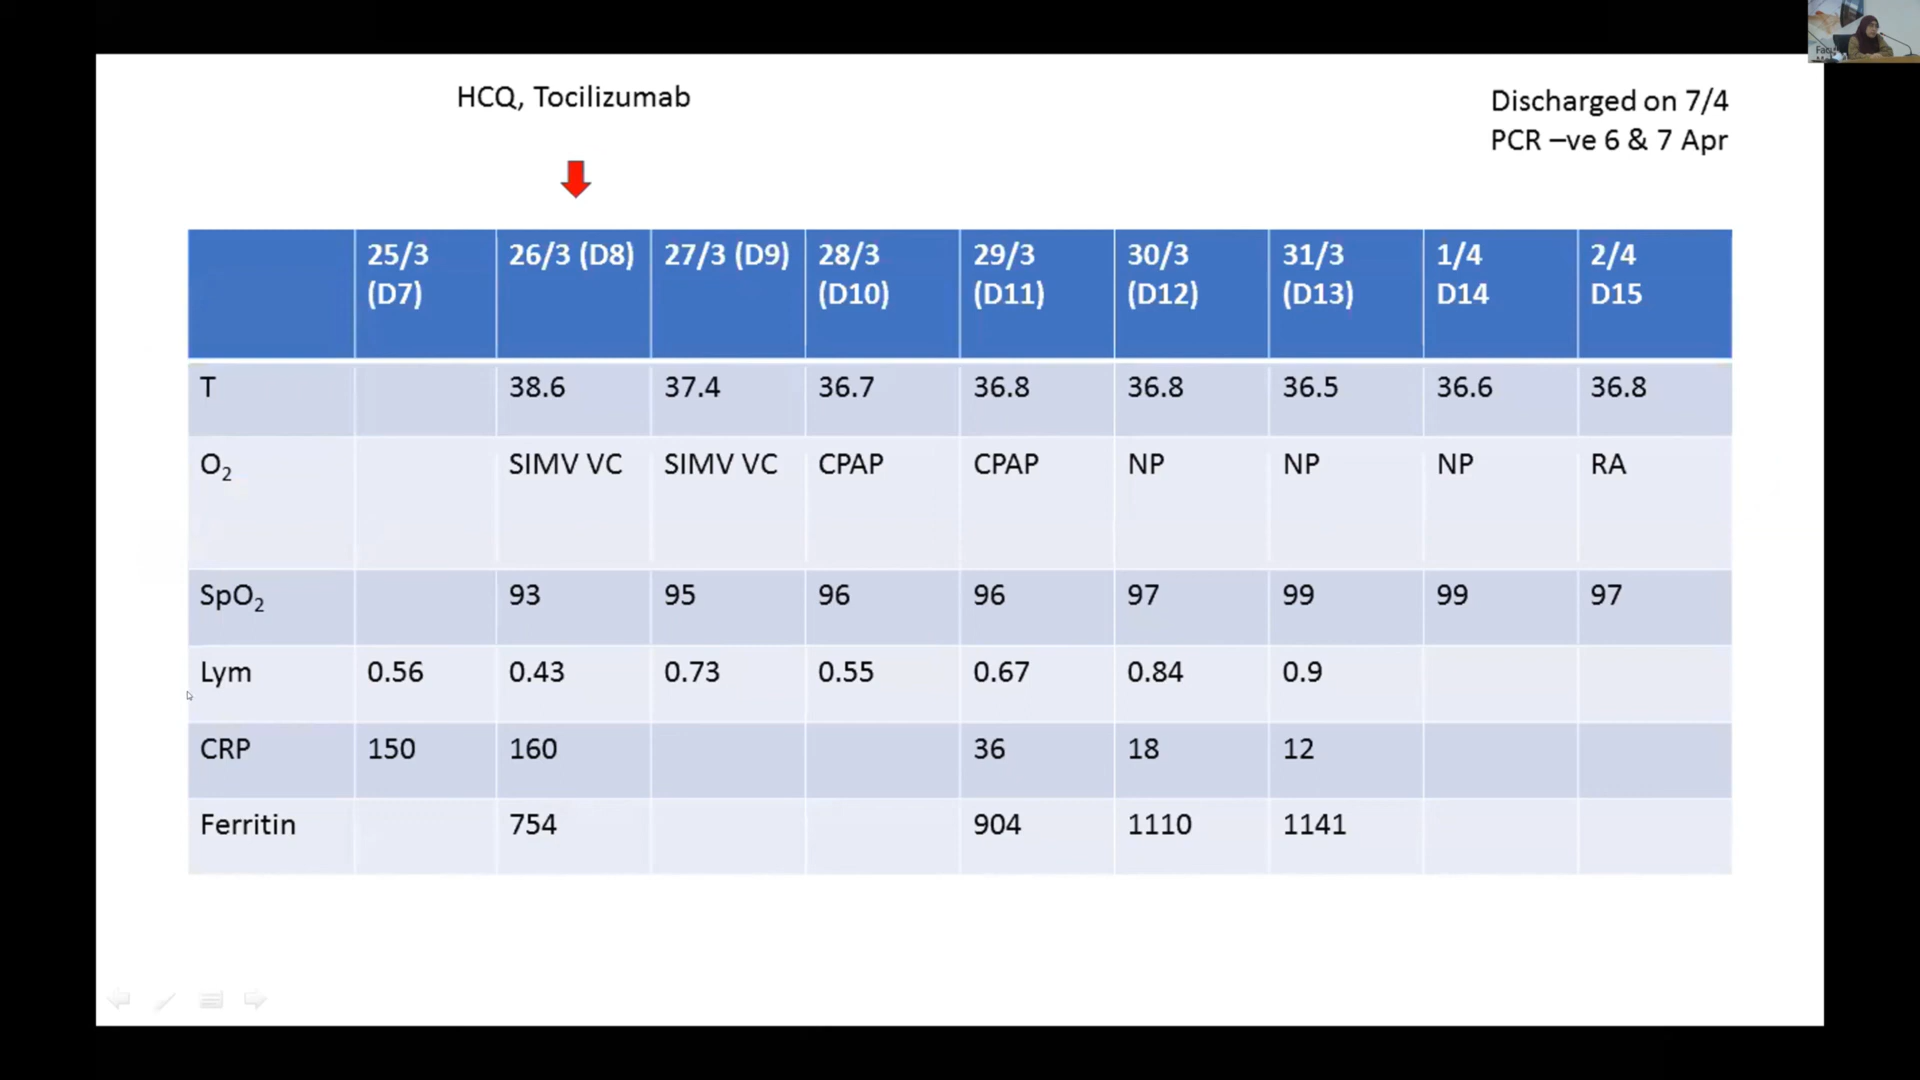 HCQ, Tocilizumab
Discharged on 7/4
PCR –ve 6 & 7 Apr
25/3 (D7) 26/3 (D8) 27/3 (D9) 28/3 (D10) 29/3 (D11) 30/3 (D12) 31/3 (D13) 1/4 D14 2/4 D15
T 38.6 37.4 36.7 36.8 36.8 36.5 36.6 36.8
O2 SIMV VC SIMV VC CPAP CPAP NP NP NP RA
SpO2 93 95 96 96 97 99 99 97
Lym 0.56 0.43 0.73 0.55 0.67 0.84 0.9
CRP 150 160 36 18 12
Ferritin 754 904 1110 1141